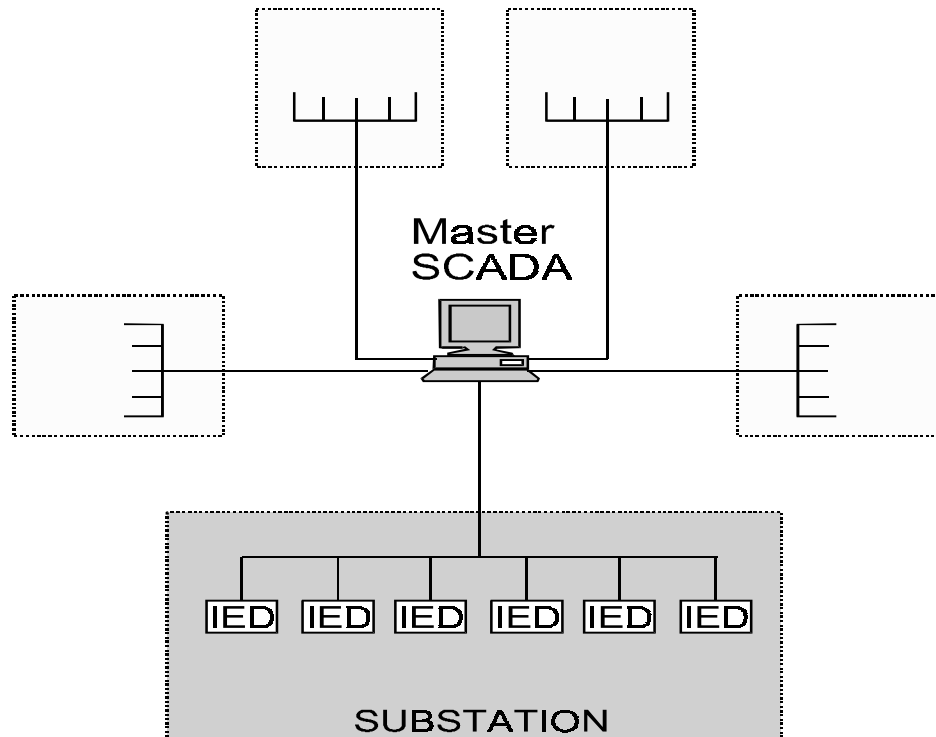 Master
SCADA
IED IED IED IED IED IED
SUBSTATION